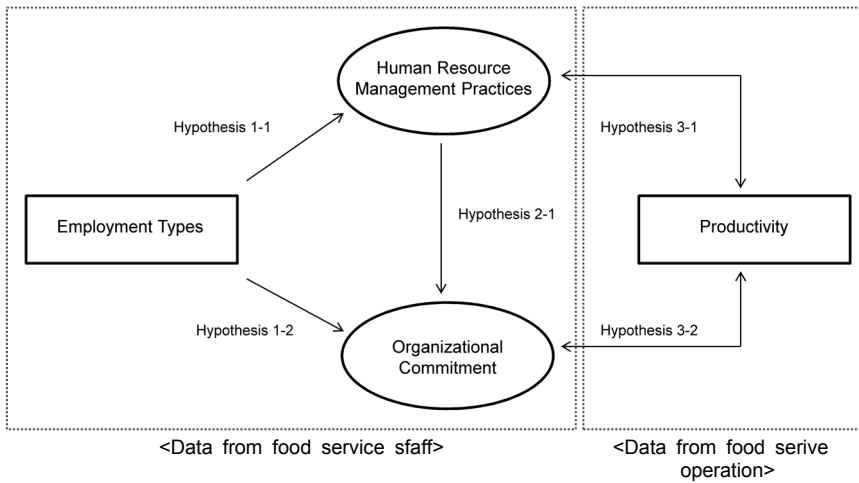 Human Resource
Management Practices
Hypothesis 1-1
Hypothesis 3-1
Employment Types
Hypothesis 2-1
Productivity
Hypothesis 1-2
Organizational
Commitment
Hypothesis 3-2
<Data from food service sfaff>
<Data from food serive
operation>